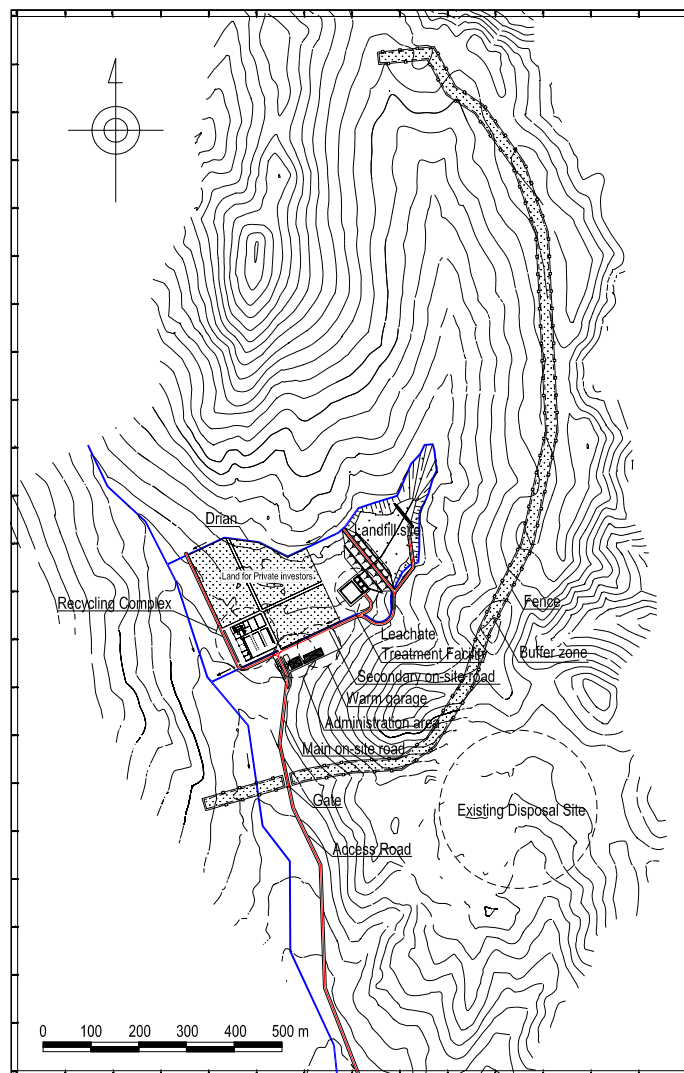 Drian
Landfill site
Land for Private investors
Recycling Complex
Fence
Leachate
Treatment Facility
Buffer zone
Secondary on-site road
Warm garage
Administration area
Main on-site road
Gate
Existing Disposal Site
Access Road
0 100 200 300 400 500 m